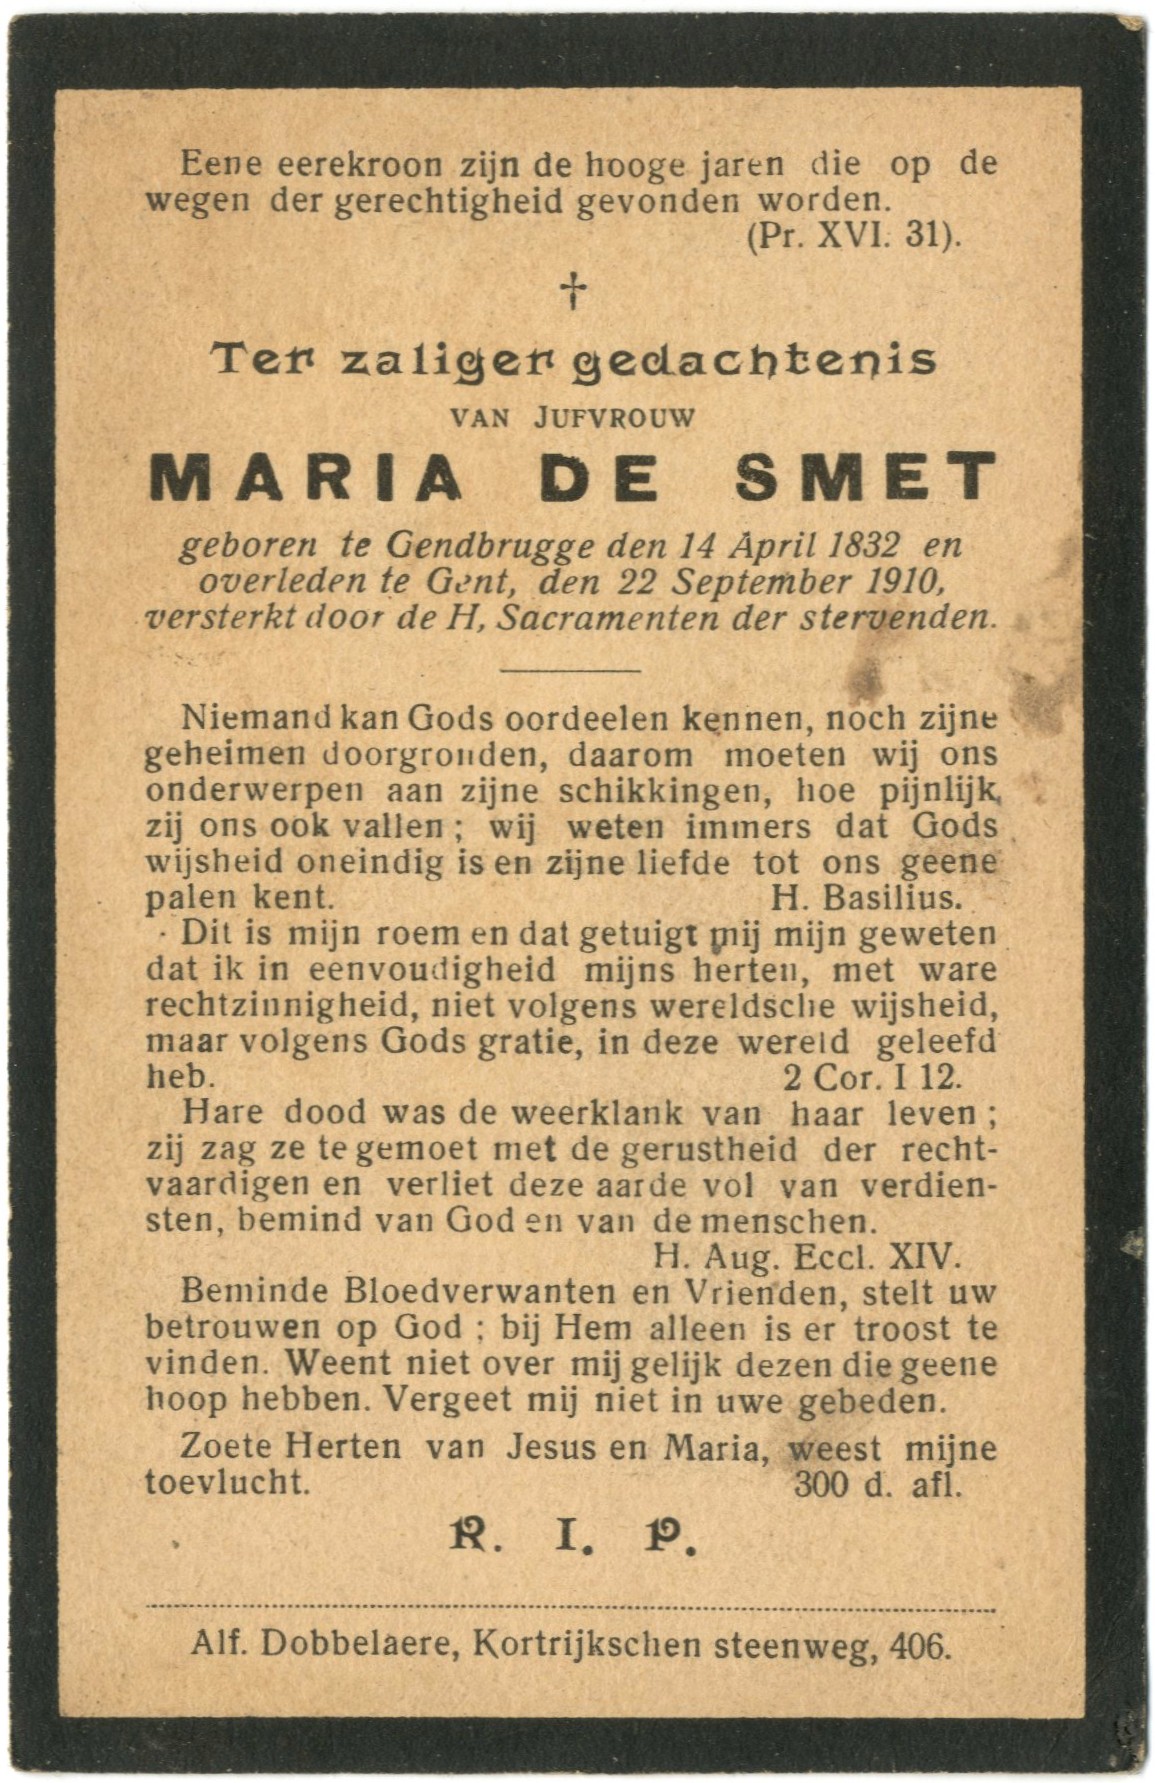 Eene eerekroon zijn de hooge jaren die op de
wegen der gerechtigheid gevonden worden.
(Pr. XVI. 31).
†
Ter zaliger gedachtenis
VAN JUFVROUW
MARIA DE SMET
geboren te Gendbrugge den 14 April 1832 en
overleden te Gent, den 22 September 1910,
versterkt door de H, Sacramenten der stervenden.
Niemand kan Gods oordeelen kennen, noch zijne
geheimen doorgronden, daarom moeten wij ons
onderwerpen aan zijne schikkingen, hoe pijnlijk
zij ons ook vallen ; wij weten immers dat Gods
wijsheid oneindig is en zijne liefde tot ons geene
palen kent. H. Basilius.
Dit is mijn roem en dat getuigt mij mijn geweten
dat ik in eenvoudigheid mijns herten, met ware
rechtzinnigheid, niet volgens wereldsche wijsheid,
maar volgens Gods gratie, in deze wereld geleefd
heb. 2 Cor. I 12.
Hare dood was de weerklank van haar leven ;
zij zag ze te gemoet met de gerustheid der recht-
vaardigen en verliet deze aarde vol van verdien-
sten, bemind van God en van de menschen.
H. Aug. Eccl. XIV.
Beminde Bloedverwanten en Vrienden, stelt uw
betrouwen op God ; bij Hem alleen is er troost te
vinden. Weent niet over mij gelijk dezen die geene
hoop hebben. Vergeet mij niet in uwe gebeden.
Zoete Herten van Jesus en Maria, weest mijne
toevlucht. 300 d. afl.
R. I. P.
Alf. Dobbelaere, Kortrijkschen steenweg, 406.